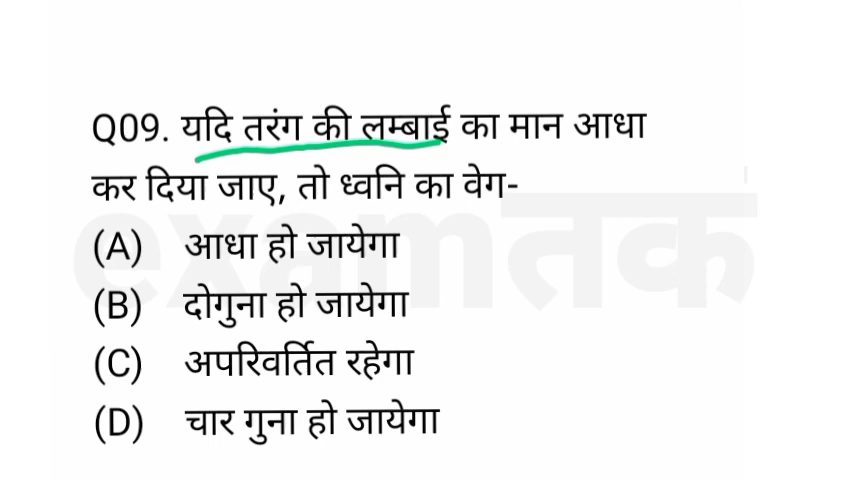 Q09. यदि तरंग की लम्बाई का मान आधा
कर दिया जाए, तो ध्वनि का वेग-
(A) आधा हो जायेगा
(B) दोगुना हो जायेगा
(C) अपरिवर्तित रहेगा
(D) चार गुना हो जायेगा
examतक